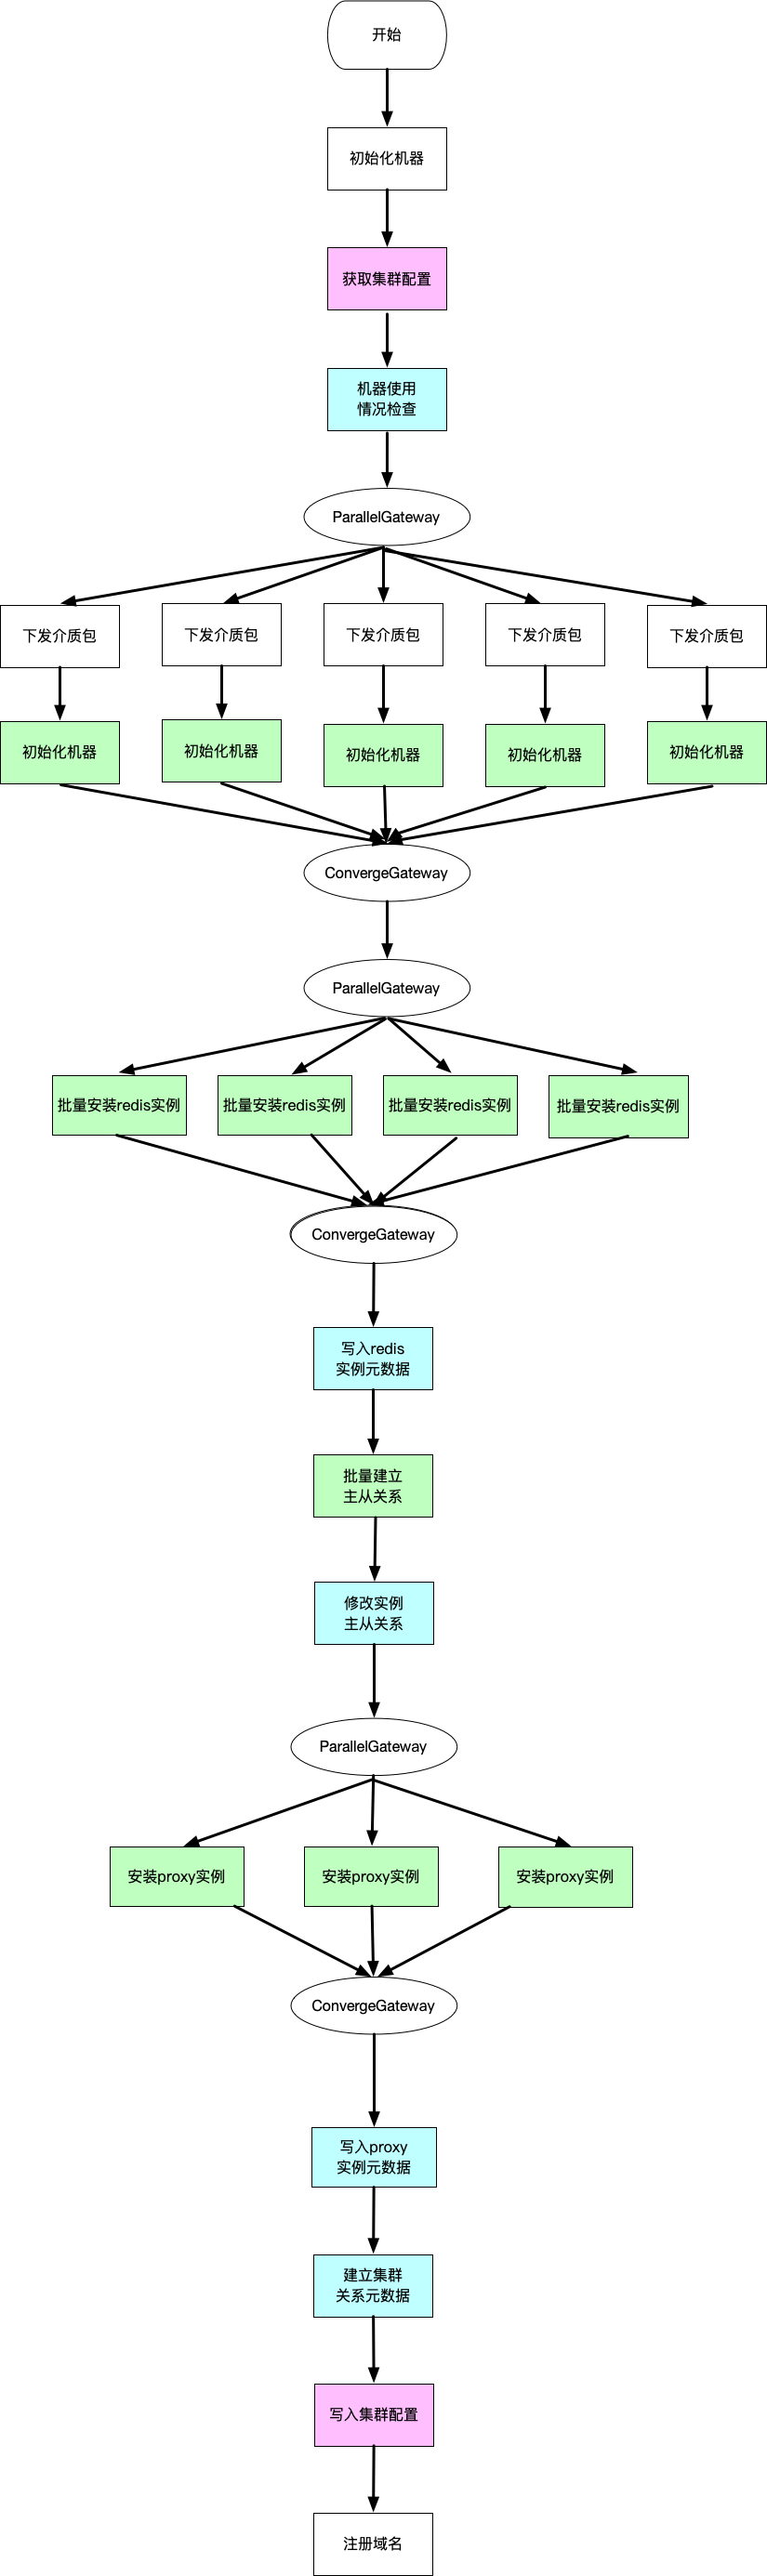 开始
初始化机器
获取集群配置
机器使用
情况检查
ParallelGateway
下发介质包
下发介质包
下发介质包
下发介质包
下发介质包
初始化机器
初始化机器
初始化机器
初始化机器
初始化机器
ConvergeGateway
ParallelGateway
批量安装redis实例
批量安装redis实例
批量安装redis实例
批量安装redis实例
ConvergeGateway
写入redis
实例元数据
批量建立
主从关系
修改实例
主从关系
ParallelGateway
安装proxy实例
安装proxy实例
安装proxy实例
ConvergeGateway
写入proxy
实例元数据
建立集群
关系元数据
写入集群配置
注册域名